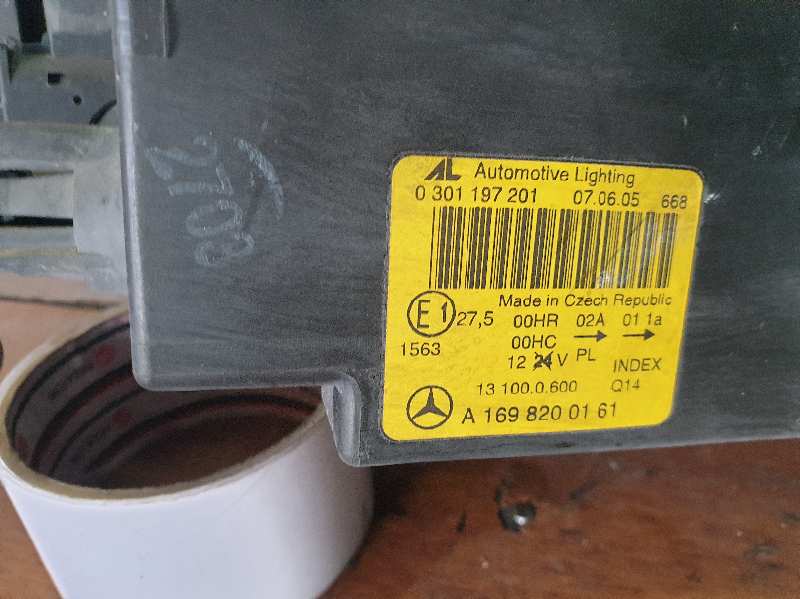 2703
AL Automotive Lighting
0 301 197 201 07.06.05 668
Made in Czech Republic
E1 27,5 00HR 02A 01 1a
1563 00HC → →
12 24 V PL INDEX
13 100.0.600 Q14
A 169 820 01 61